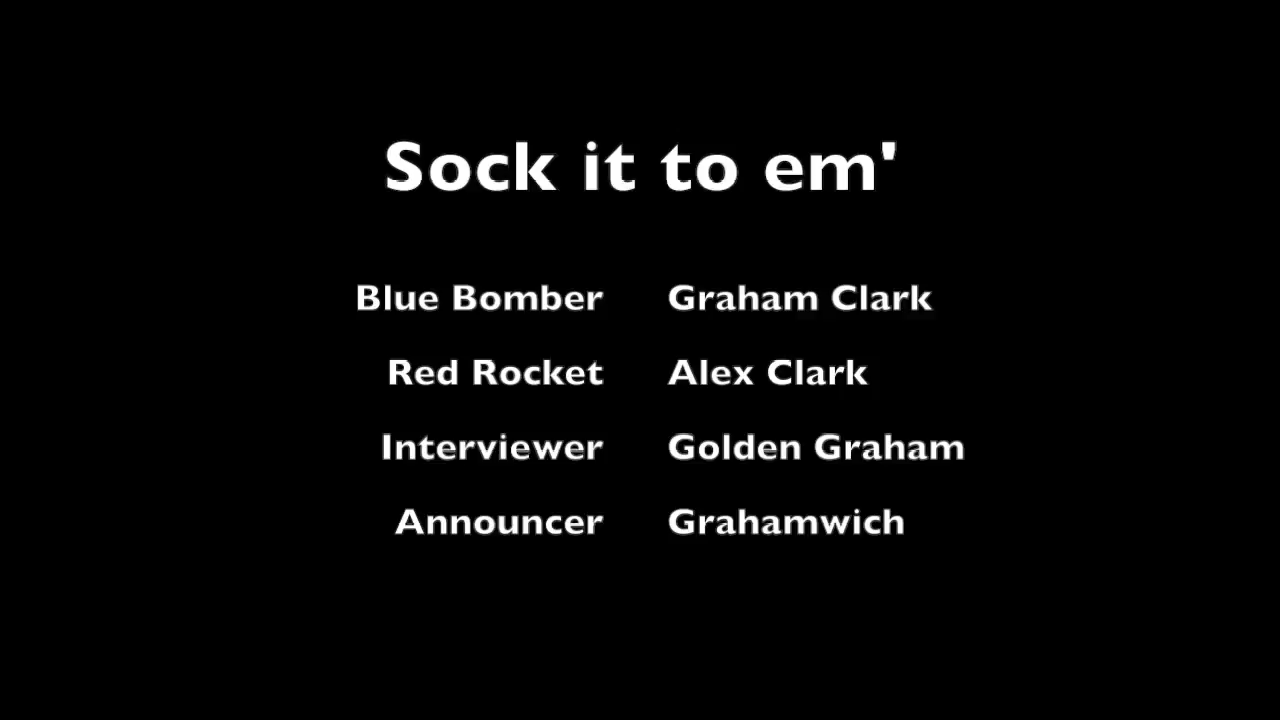 Sock it to em'
Blue Bomber Graham Clark
Red Rocket Alex Clark
Interviewer Golden Graham
Announcer Grahamwich